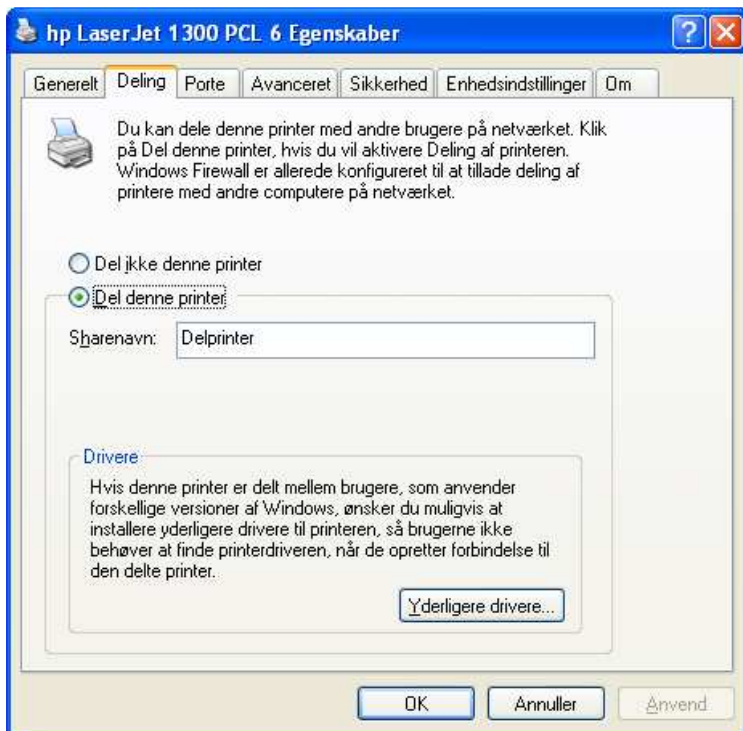 hp LaserJet 1300 PCL 6 Egenskaber
Generelt Deling Porte Avanceret Sikkerhed Enhedsindstillinger Om
Du kan dele denne printer med andre brugere på netværket. Klik
på Del denne printer, hvis du vil aktivere Deling af printeren.
Windows Firewall er allerede konfigureret til at tillade deling af
printere med andre computere på netværket.
Del ikke denne printer
Del denne printer
Sharenavn: Delprinter
Drivere
Hvis denne printer er delt mellem brugere, som anvender
forskellige versioner af Windows, ønsker du muligvis at
installere yderligere drivere til printeren, så brugerne ikke
behøver at finde printerdriveren, når de opretter forbindelse til
den delte printer.
Yderligere drivere...
OK Annuller Anvend